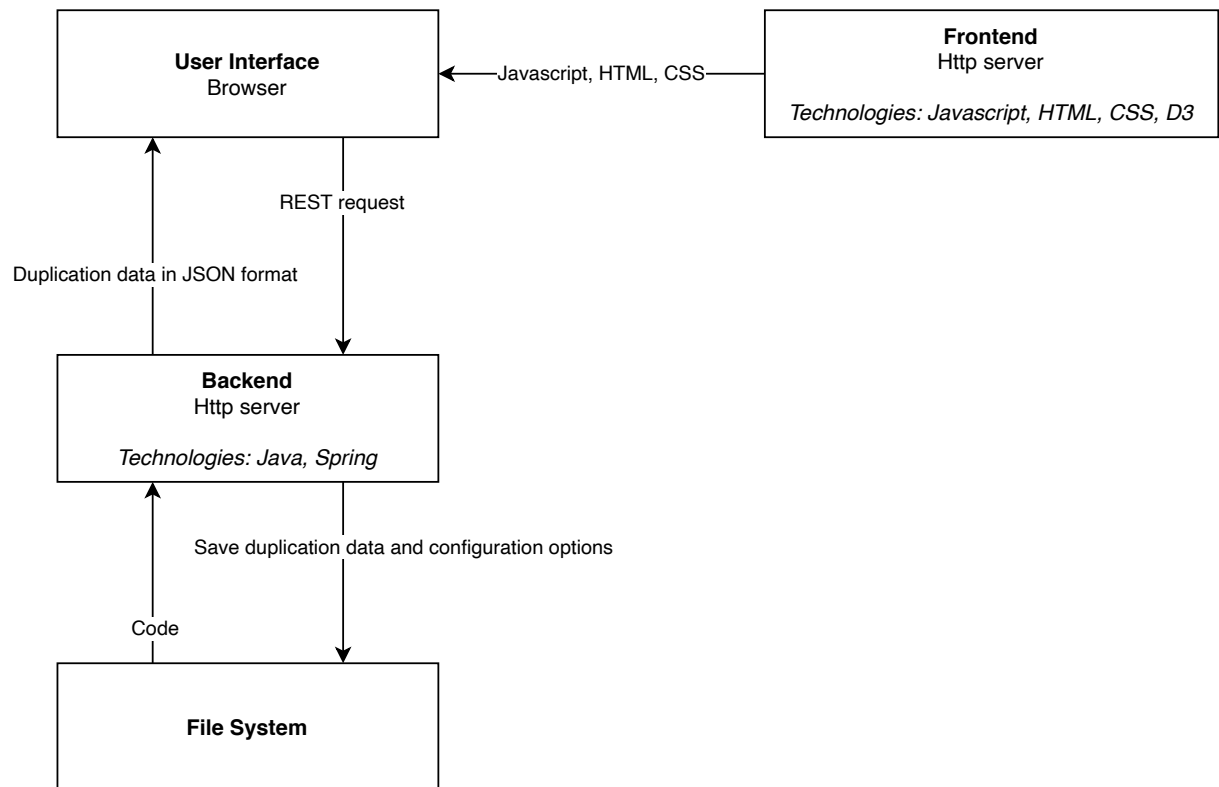 User Interface
Browser
Javascript, HTML, CSS
Frontend
Http server
Technologies: Javascript, HTML, CSS, D3
REST request
Duplication data in JSON format
Backend
Http server
Technologies: Java, Spring
Save duplication data and configuration options
Code
File System